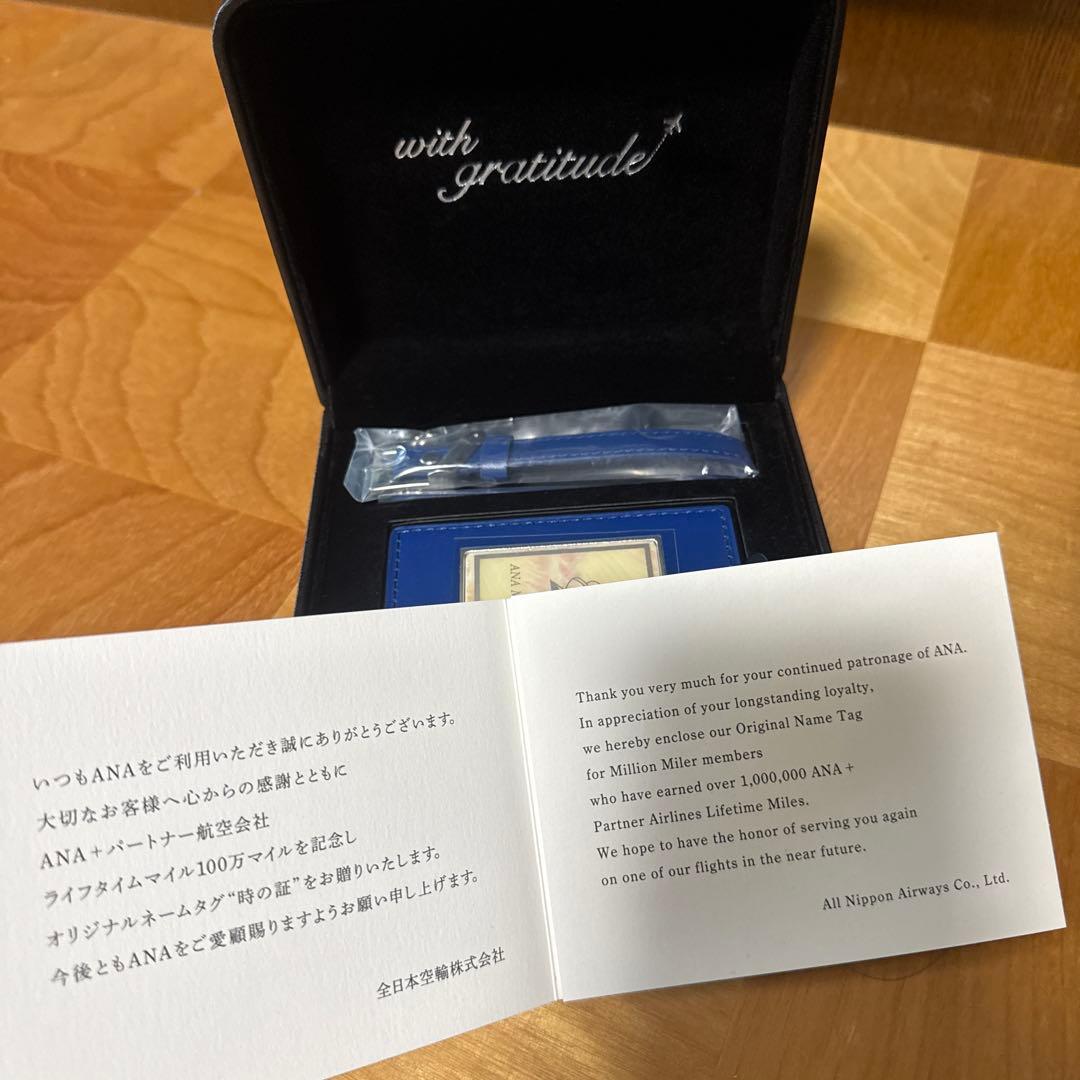 with
gratitude
ANA
いつもANAをご利用いただき誠にありがとうございます。
大切なお客様へ心からの感謝とともに
ANA+パートナー航空会社
ライフタイムマイル100万マイルを記念し
オリジナルネームタグ“時の証”をお贈りいたします。
今後ともANAをご愛顧賜りますようお願い申し上げます。
全日本空輸株式会社
Thank you very much for your continued patronage of ANA.
In appreciation of your longstanding loyalty,
we hereby enclose our Original Name Tag
for Million Miler members
who have earned over 1,000,000 ANA+
Partner Airlines Lifetime Miles.
We hope to have the honor of serving you again
on one of our flights in the near future.
All Nippon Airways Co., Ltd.